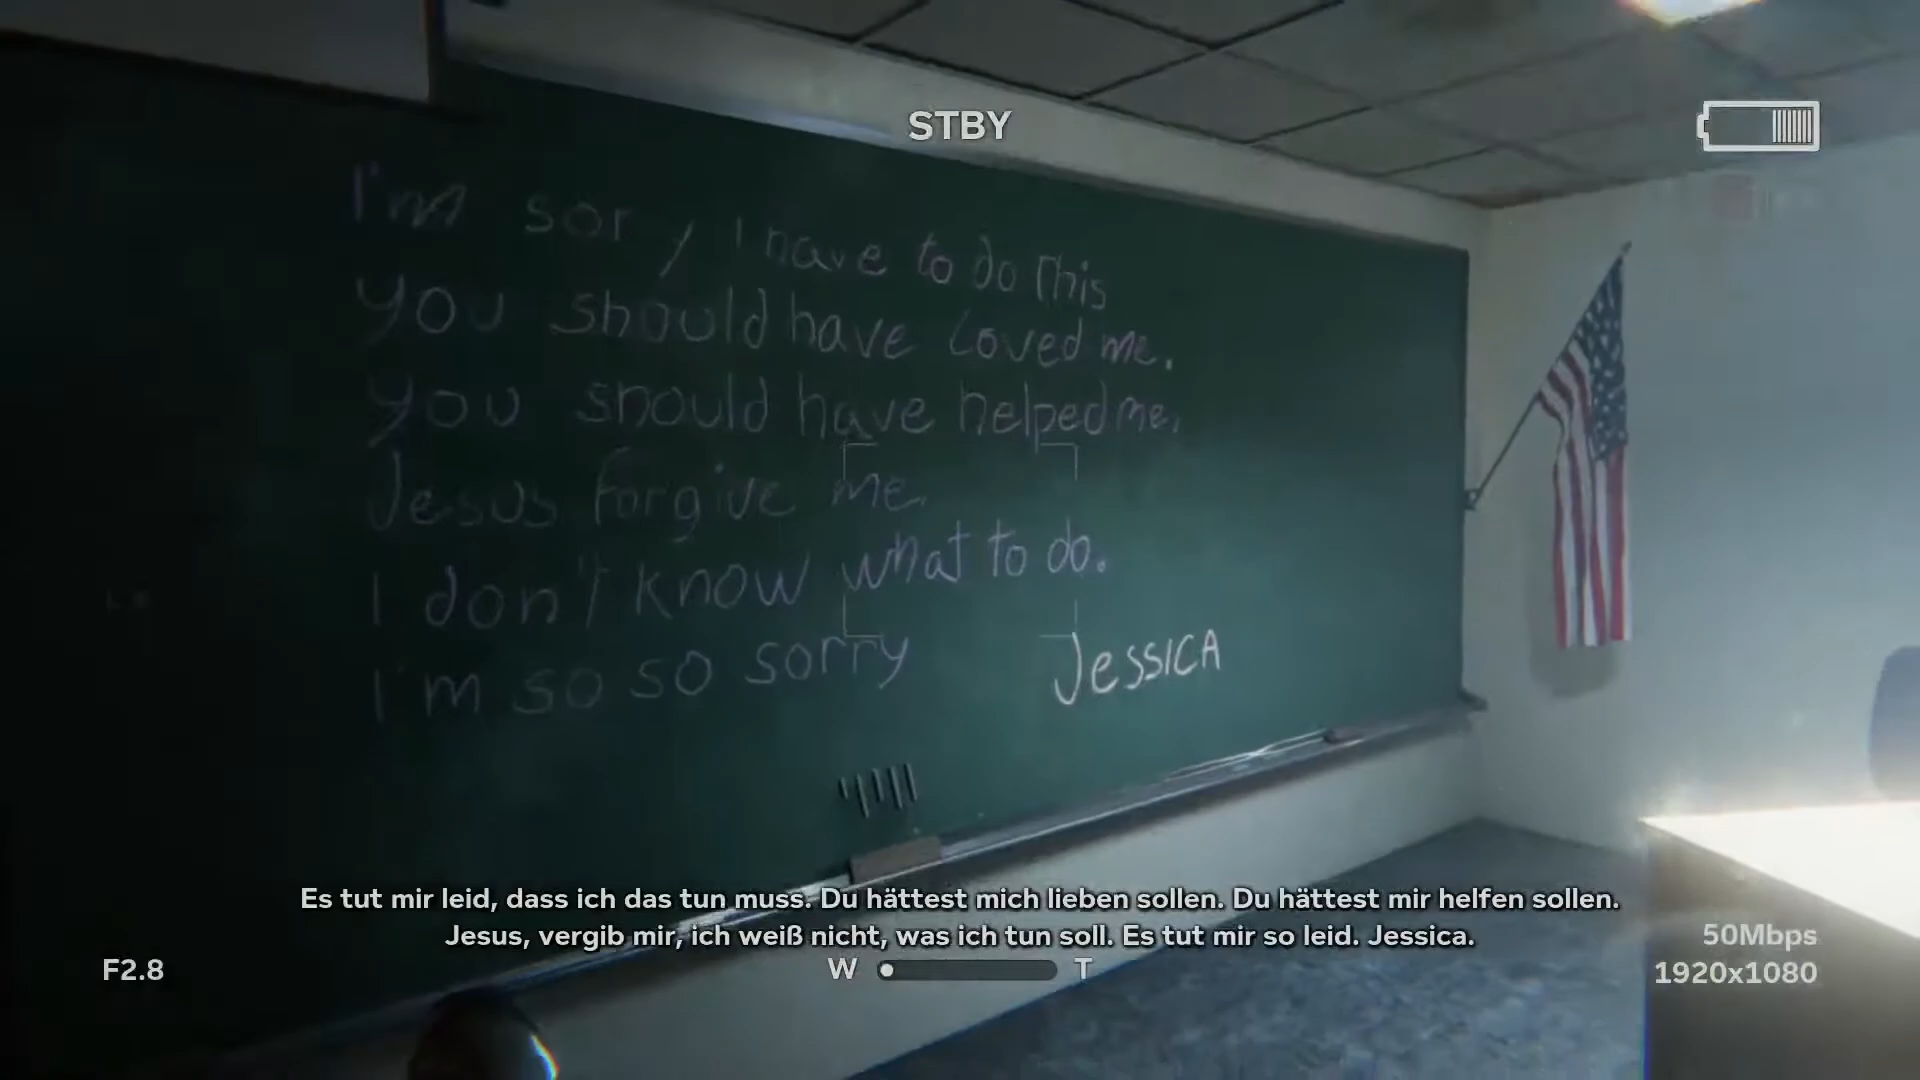 STBY
I'm sorry I have to do this
you should have loved me.
you should have helped me.
Jesus forgive me.
I don't know what to do.
I'm so so sorry
Jessica
Es tut mir leid, dass ich das tun muss. Du hättest mich lieben sollen. Du hättest mir helfen sollen.
Jesus, vergib mir, ich weiß nicht, was ich tun soll. Es tut mir so leid. Jessica.
F2.8
W T
50Mbps
1920x1080